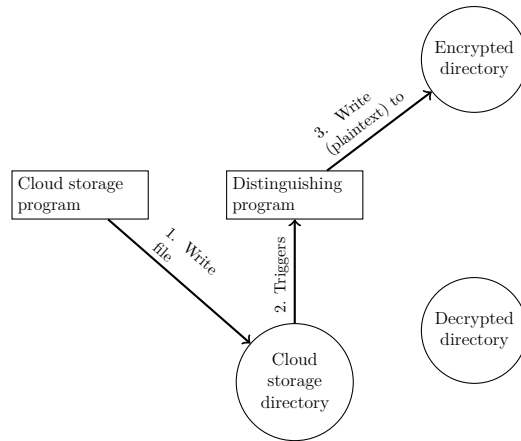 Encrypted
directory
3. Write
(plaintext) to
Cloud storage
program
Distinguishing
program
1. Write
file
2. Triggers
Decrypted
directory
Cloud
storage
directory